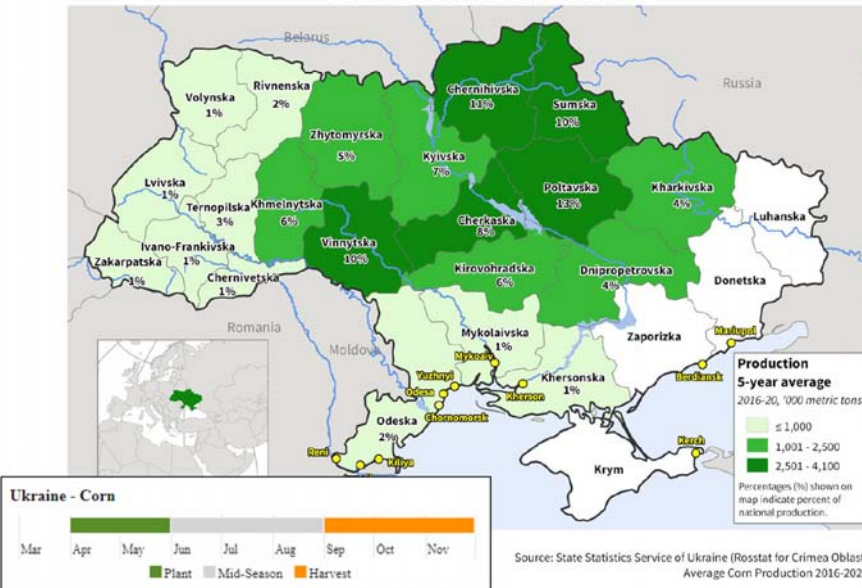 Belarus
Russia
Romania
Moldova
Volynska
1%
Rivnenska
2%
Zhytomyrska
5%
Kyivska
7%
Chernihivska
11%
Sumska
10%
Lvivska
1%
Ternopilska
3%
Khmelnytska
6%
Vinnytska
10%
Cherkaska
8%
Poltavska
13%
Kharkivska
4%
Luhanska
Zakarpatska
1%
Ivano-Frankivska
1%
Chernivetska
1%
Kirovohradska
6%
Dnipropetrovska
4%
Donetska
Zaporizka
Mykolaivska
1%
Khersonska
1%
Odeska
2%
Krym
Mariupol
Berdiansk
Kerch
Mykoaiv
Kherson
Yuzhnyi
Odesa
Chornomorsk
Reni
Kiliya
Production
5-year average
2016-20, '000 metric tons
≤ 1,000
1,001 - 2,500
2,501 - 4,100
Percentages (%) shown on
map indicate percent of
national production.
Ukraine - Corn
Mar Apr May Jun Jul Aug Sep Oct Nov
Plant Mid-Season Harvest
Source: State Statistics Service of Ukraine (Rosstat for Crimea Oblast
Average Corn Production 2016-202